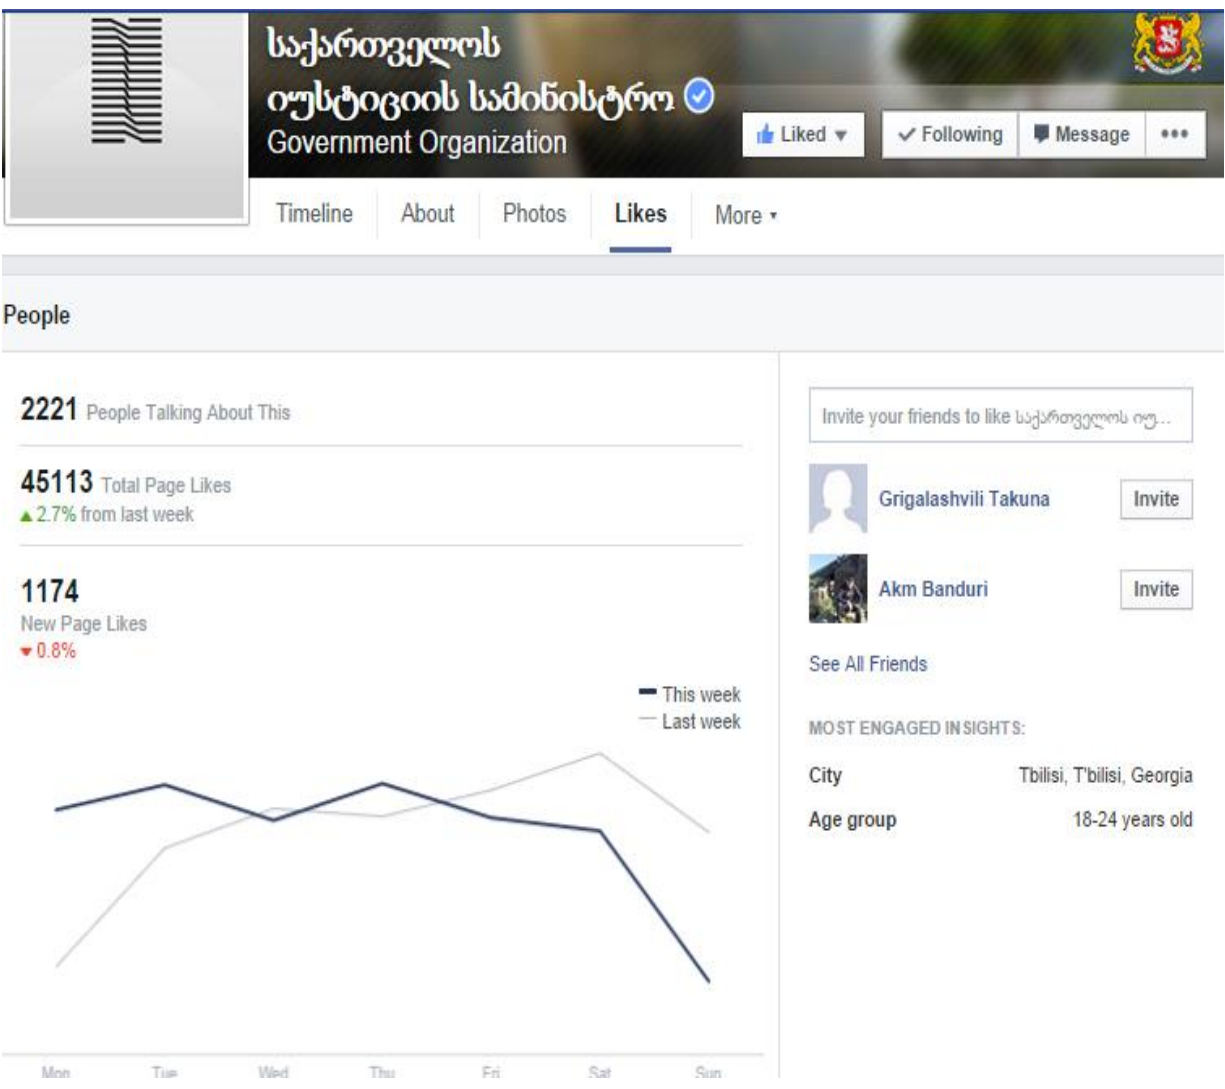 საქართველოს
იუსტიციის სამინისტრო
Government Organization
Liked
Following
Message
Timeline
About
Photos
Likes
More
People
2221 People Talking About This
45113 Total Page Likes
2.7% from last week
1174
New Page Likes
0.8%
This week
Last week
Mon
Tue
Wed
Thu
Fri
Sat
Sun
Invite your friends to like საქართველოს იუ...
Grigalashvili Takuna
Invite
Akm Banduri
Invite
See All Friends
MOST ENGAGED INSIGHTS:
City
Tbilisi, T'bilisi, Georgia
Age group
18-24 years old